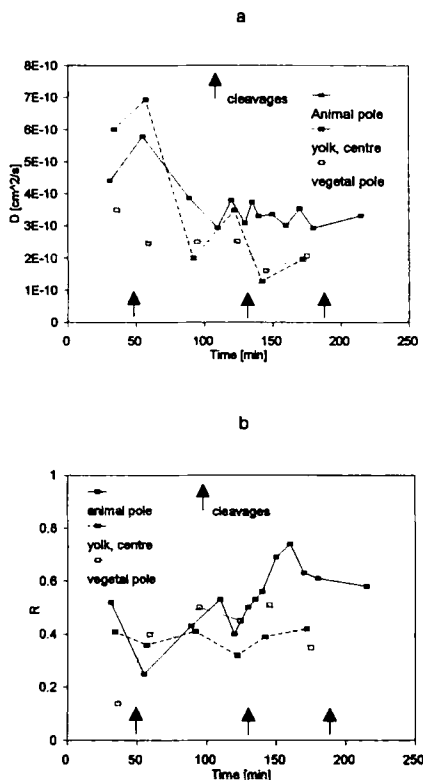 a
8E-10
7E-10
6E-10
5E-10
4E-10
3E-10
2E-10
1E-10
0
D [cm^2/s]
cleavages
Animal pole
yolk, centre
vegetal pole
0 50 100 150 200 250
Time [min]
b
1
0.8
0.6
0.4
0.2
0
R
animal pole
yolk, centre
vegetal pole
cleavages
0 50 100 150 200 250
Time [min]